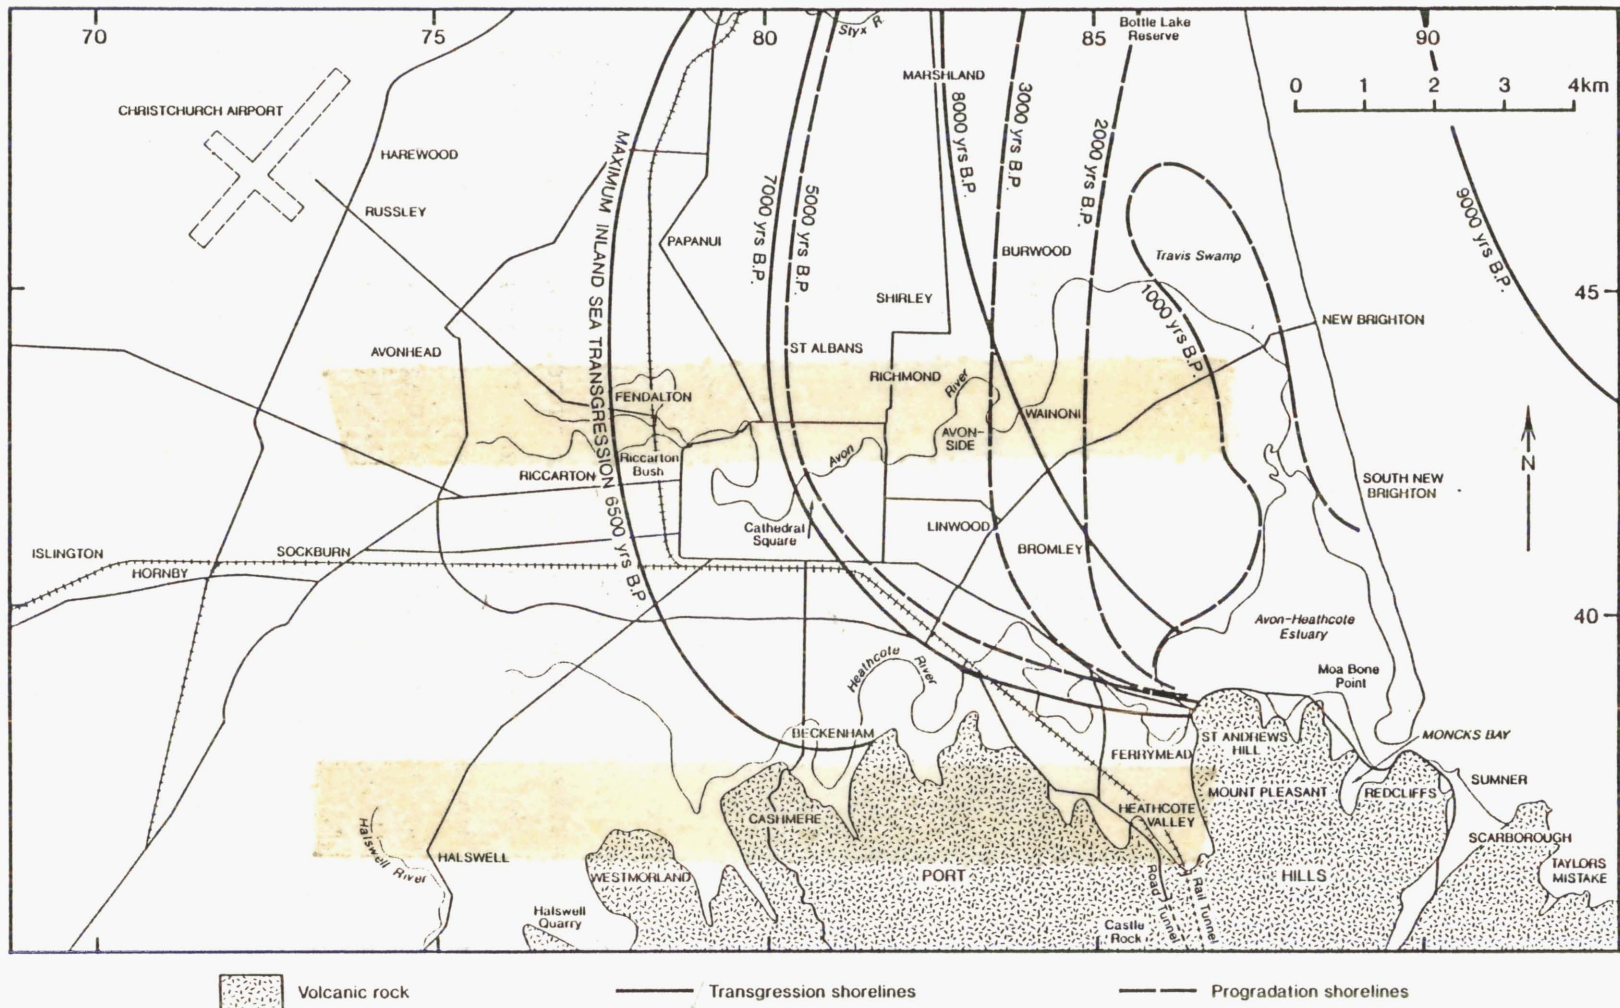 70
75
80
85
90
Styx R.
Bottle Lake
Reserve
0 1 2 3 4km
MARSHLAND
CHRISTCHURCH AIRPORT
HAREWOOD
RUSSLEY
PAPANUI
MAXIMUM INLAND SEA TRANSGRESSION 6500 yrs B.P.
7000 yrs B.P.
5000 yrs B.P.
8000 yrs B.P.
3000 yrs B.P.
2000 yrs B.P.
1000 yrs B.P.
9000 yrs B.P.
BURWOOD
Travis Swamp
SHIRLEY
45
NEW BRIGHTON
AVONHEAD
ST ALBANS
RICHMOND
FENDALTON
River
WAINONI
AVON-
SIDE
Avon
Riccarton
Bush
RICCARTON
N
SOUTH NEW
BRIGHTON
Cathedral
Square
LINWOOD
BROMLEY
ISLINGTON
SOCKBURN
HORNBY
40
Avon-Heathcote
Estuary
Heathcote River
Moa Bone
Point
BECKENHAM
FERRYMEAD
ST ANDREWS
HILL
MONCKS BAY
SUMNER
MOUNT PLEASANT
REDCLIFFS
HEATHCOTE
VALLEY
CASHMERE
SCARBOROUGH
Halswell River
HALSWELL
TAYLORS
MISTAKE
WESTMORLAND
PORT
HILLS
Road Tunnel
Rail Tunnel
Halswell
Quarry
Castle
Rock
Volcanic rock
Transgression shorelines
Progradation shorelines